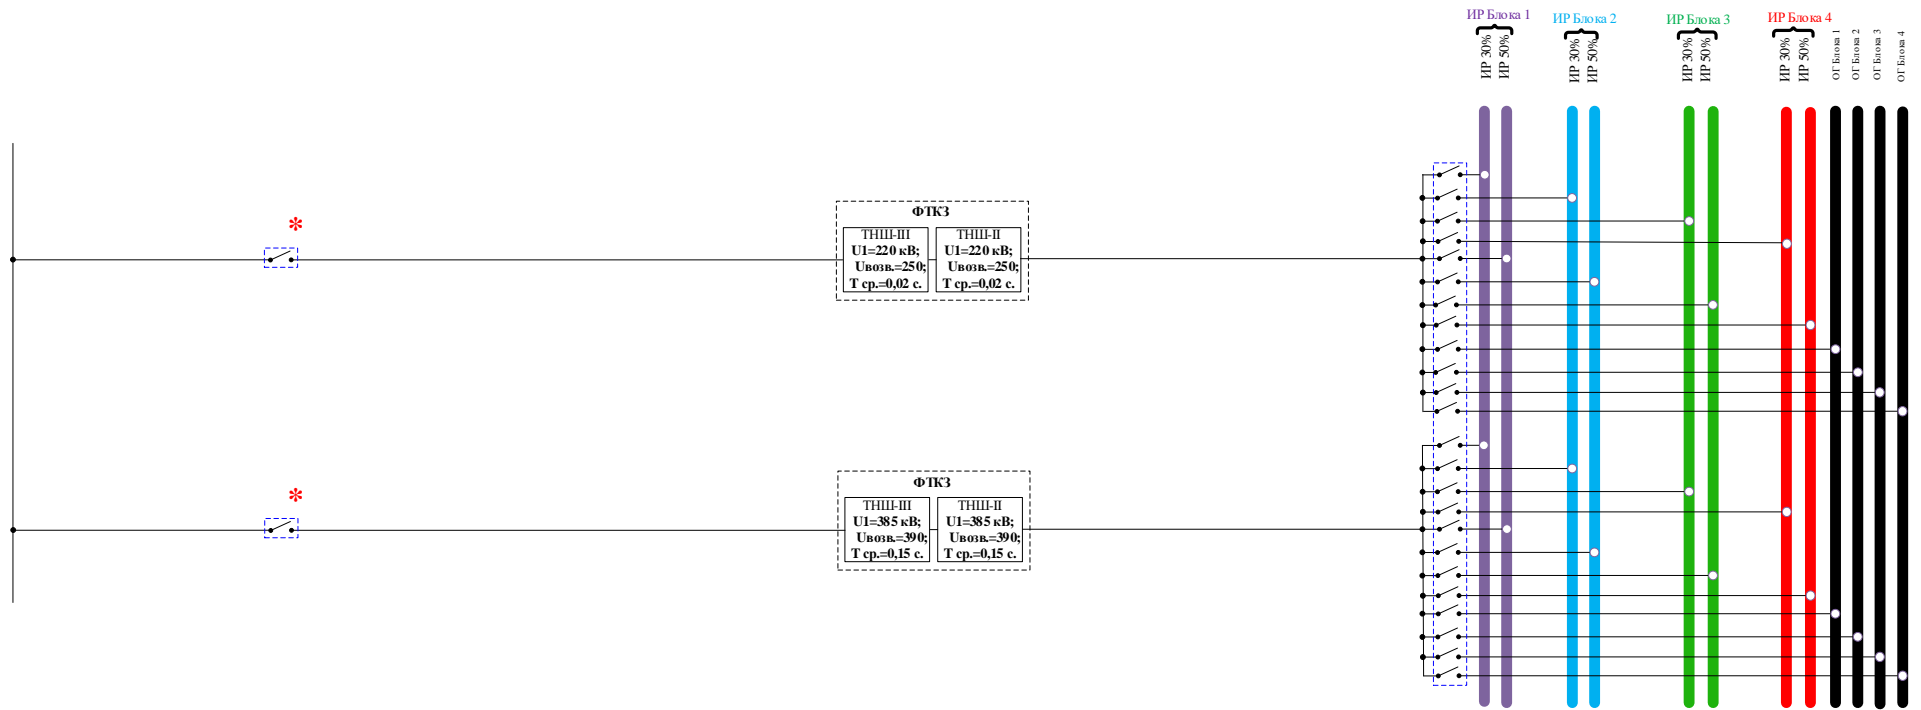 ИР Блока 1
ИР Блока 2
ИР Блока 3
ИР Блока 4
ИР 30%
ИР 50%
ИР 30%
ИР 50%
ИР 30%
ИР 50%
ИР 30%
ИР 50%
ОГ Блока 1
ОГ Блока 2
ОГ Блока 3
ОГ Блока 4
*
ФТКЗ
ТНШ-III
U1=220 кВ;
Uвозв.=250;
Т ср.=0,02 с.
ТНШ-II
U1=220 кВ;
Uвозв.=250;
Т ср.=0,02 с.
*
ФТКЗ
ТНШ-III
U1=385 кВ;
Uвозв.=390;
Т ср.=0,15 с.
ТНШ-II
U1=385 кВ;
Uвозв.=390;
Т ср.=0,15 с.